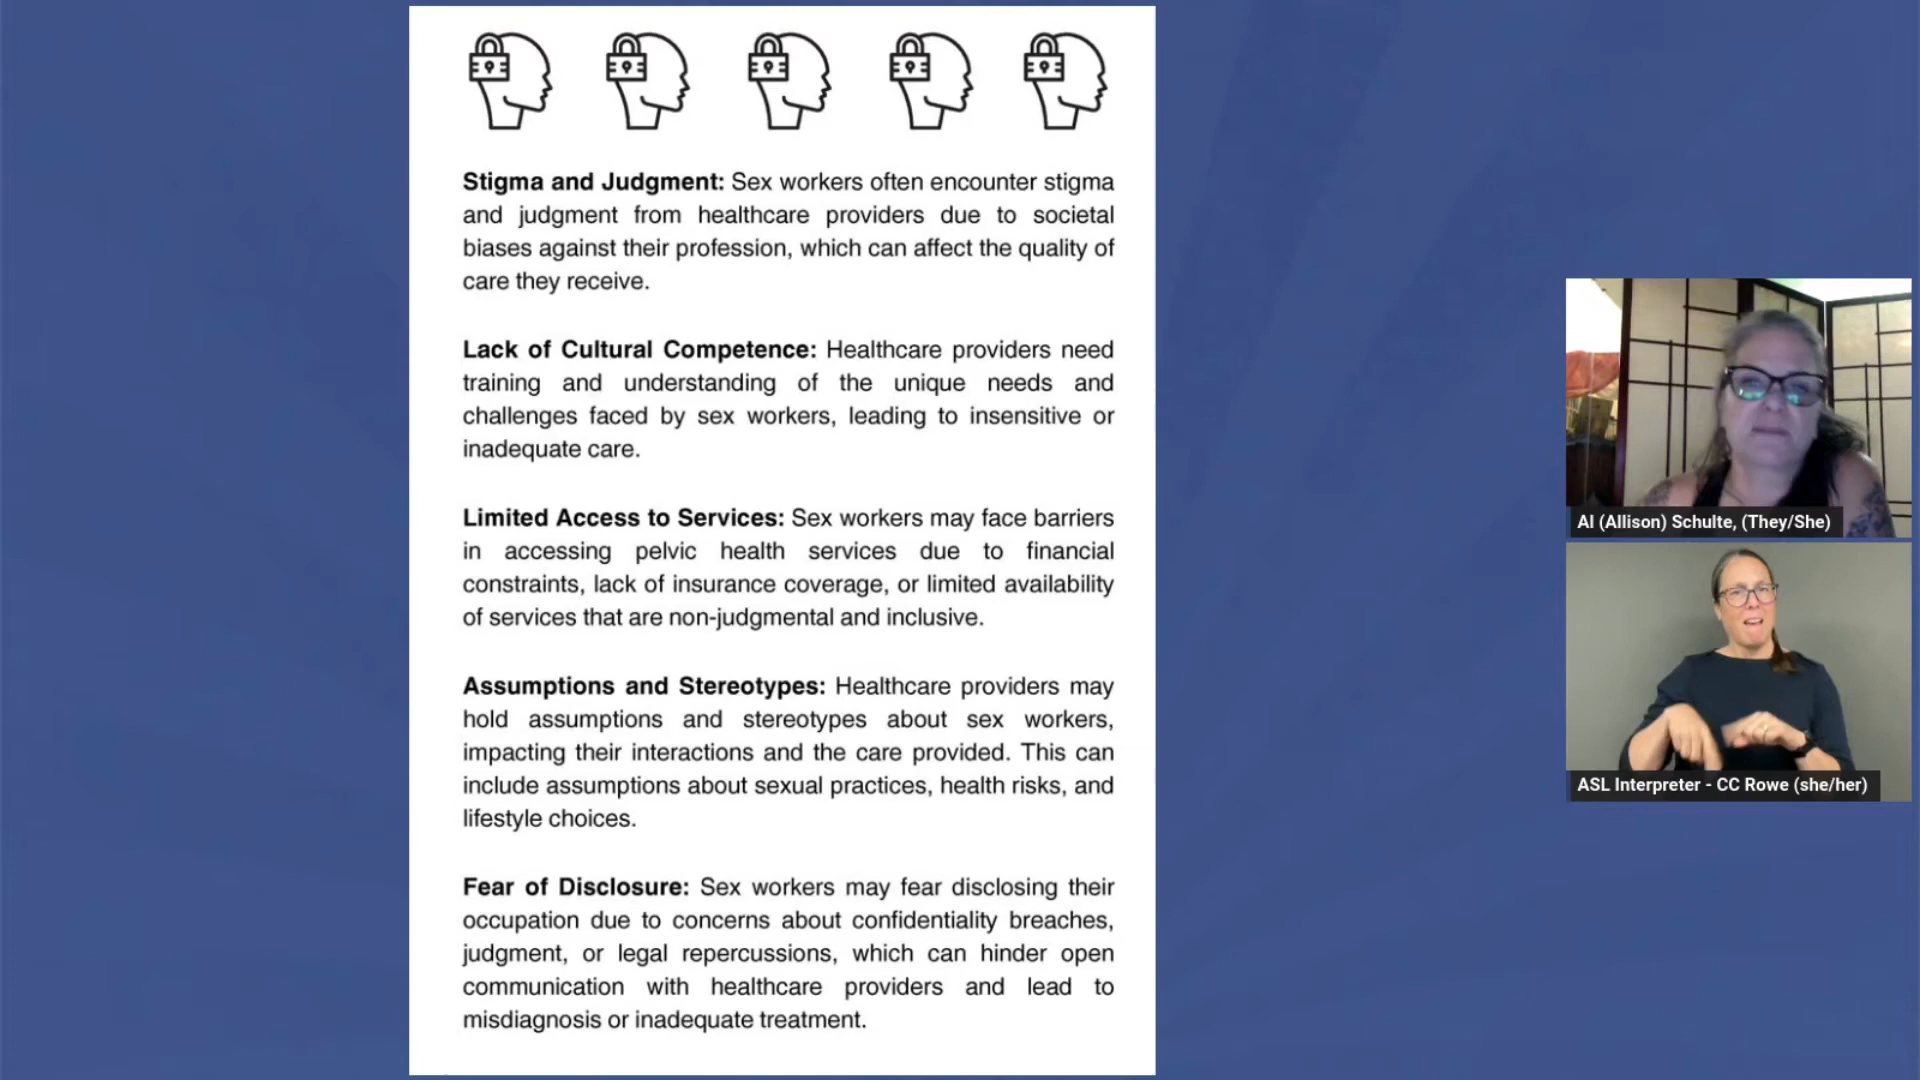 Stigma and Judgment: Sex workers often encounter stigma
and judgment from healthcare providers due to societal
biases against their profession, which can affect the quality of
care they receive.
Lack of Cultural Competence: Healthcare providers need
training and understanding of the unique needs and
challenges faced by sex workers, leading to insensitive or
inadequate care.
Limited Access to Services: Sex workers may face barriers
in accessing pelvic health services due to financial
constraints, lack of insurance coverage, or limited availability
of services that are non-judgmental and inclusive.
Assumptions and Stereotypes: Healthcare providers may
hold assumptions and stereotypes about sex workers,
impacting their interactions and the care provided. This can
include assumptions about sexual practices, health risks, and
lifestyle choices.
Fear of Disclosure: Sex workers may fear disclosing their
occupation due to concerns about confidentiality breaches,
judgment, or legal repercussions, which can hinder open
communication with healthcare providers and lead to
misdiagnosis or inadequate treatment.
Al (Allison) Schulte, (They/She)
ASL Interpreter - CC Rowe (she/her)